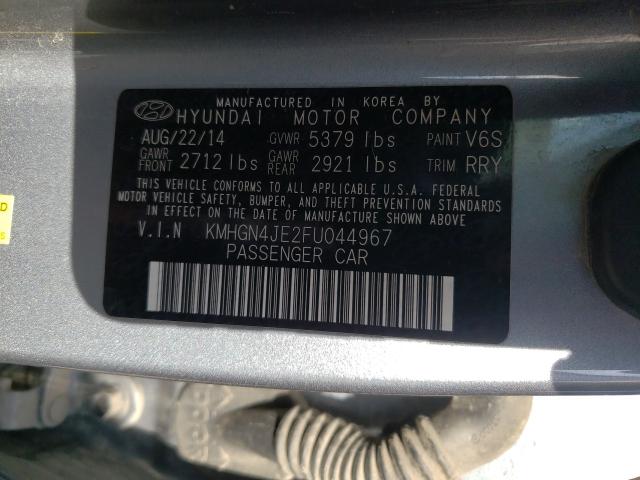 MANUFACTURED IN KOREA BY
HYUNDAI MOTOR COMPANY
AUG/22/14 GVWR 5379 lbs PAINT V6S
GAWR FRONT 2712 lbs GAWR REAR 2921 lbs TRIM RRY
THIS VEHICLE CONFORMS TO ALL APPLICABLE U.S.A. FEDERAL
MOTOR VEHICLE SAFETY, BUMPER, AND THEFT PREVENTION STANDARDS
IN EFFECT ON THE DATE OF MANUFACTURE SHOWN ABOVE
V.I.N KMHGN4JE2FU044967
PASSENGER CAR